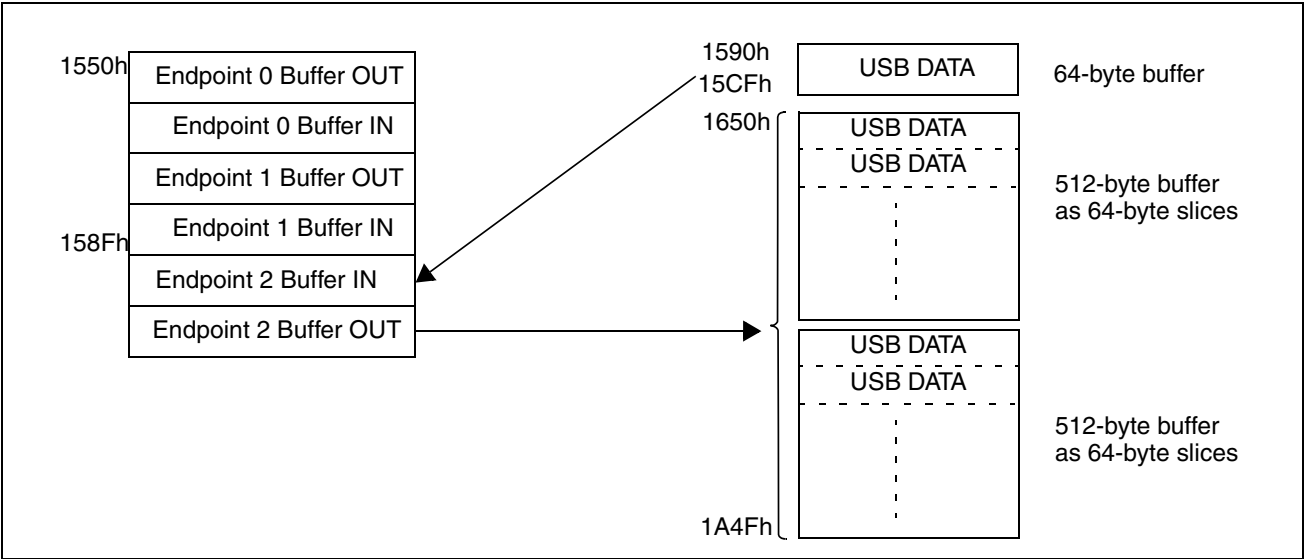 1550h
Endpoint 0 Buffer OUT
Endpoint 0 Buffer IN
Endpoint 1 Buffer OUT
Endpoint 1 Buffer IN
158Fh
Endpoint 2 Buffer IN
Endpoint 2 Buffer OUT
1590h
15CFh
USB DATA
64-byte buffer
1650h
USB DATA
USB DATA
512-byte buffer
as 64-byte slices
USB DATA
USB DATA
512-byte buffer
as 64-byte slices
1A4Fh